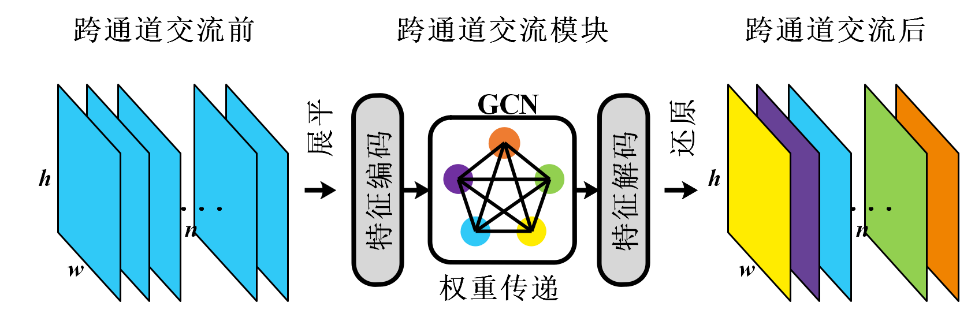 跨通道交流前
跨通道交流模块
跨通道交流后
h
w
n
...
展平
特征编码
GCN
权重传递
特征解码
还原
h
w
n
...